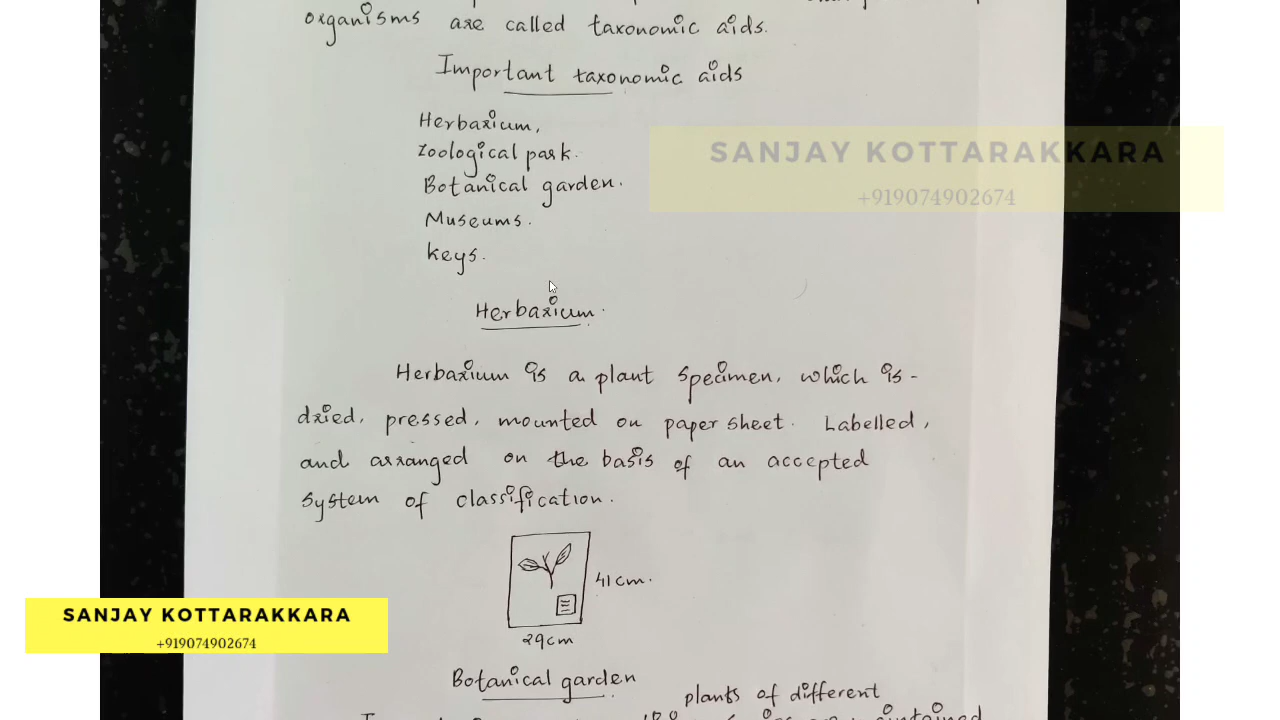 organisms are called taxonomic aids.
Important taxonomic aids
Herbarium,
Zoological park.
Botanical garden.
Museums.
keys.
SANJAY KOTTARAKKARA
+919074902674
Herbarium.
Herbarium is a plant specimen, which is-
dried, pressed, mounted on paper sheet. Labelled,
and arranged on the basis of an accepted
system of classification.
41cm.
29cm
SANJAY KOTTARAKKARA
+919074902674
Botanical garden
plants of different